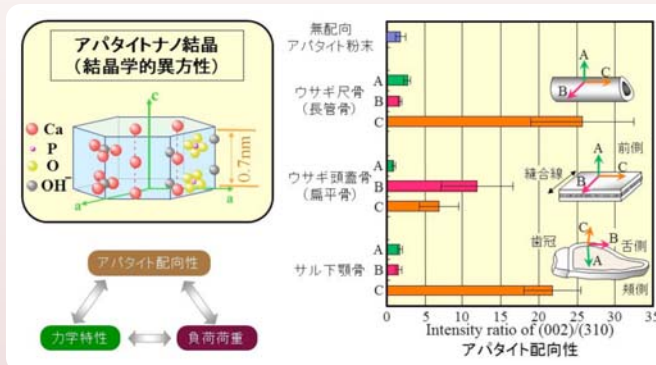 アパタイトナノ結晶
（結晶学的異方性）
c
Ca
P
O
OH⁻
0.7nm
a
a
アパタイト配向性
力学特性
負荷荷重
無配向
アパタイト粉末
ウサギ尺骨
（長管骨）
A
B
C
A
B
C
ウサギ頭蓋骨
（扁平骨）
A
B
C
A
B
C
前側
縫合線
サル下顎骨
A
B
C
歯冠
C
B
A
舌側
頬側
0 5 10 15 20 25 30 35
Intensity ratio of (002)/(310)
アパタイト配向性